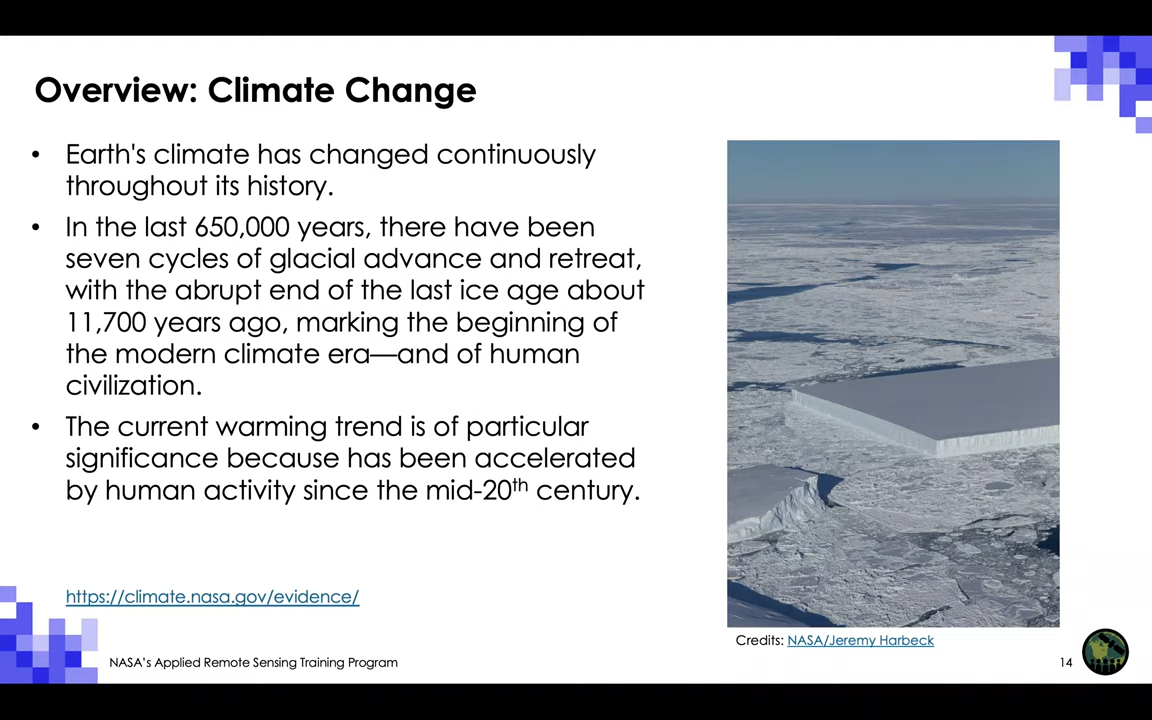 Overview: Climate Change
• Earth's climate has changed continuously
throughout its history.
• In the last 650,000 years, there have been
seven cycles of glacial advance and retreat,
with the abrupt end of the last ice age about
11,700 years ago, marking the beginning of
the modern climate era—and of human
civilization.
• The current warming trend is of particular
significance because has been accelerated
by human activity since the mid-20th century.
https://climate.nasa.gov/evidence/
Credits: NASA/Jeremy Harbeck
NASA's Applied Remote Sensing Training Program
14